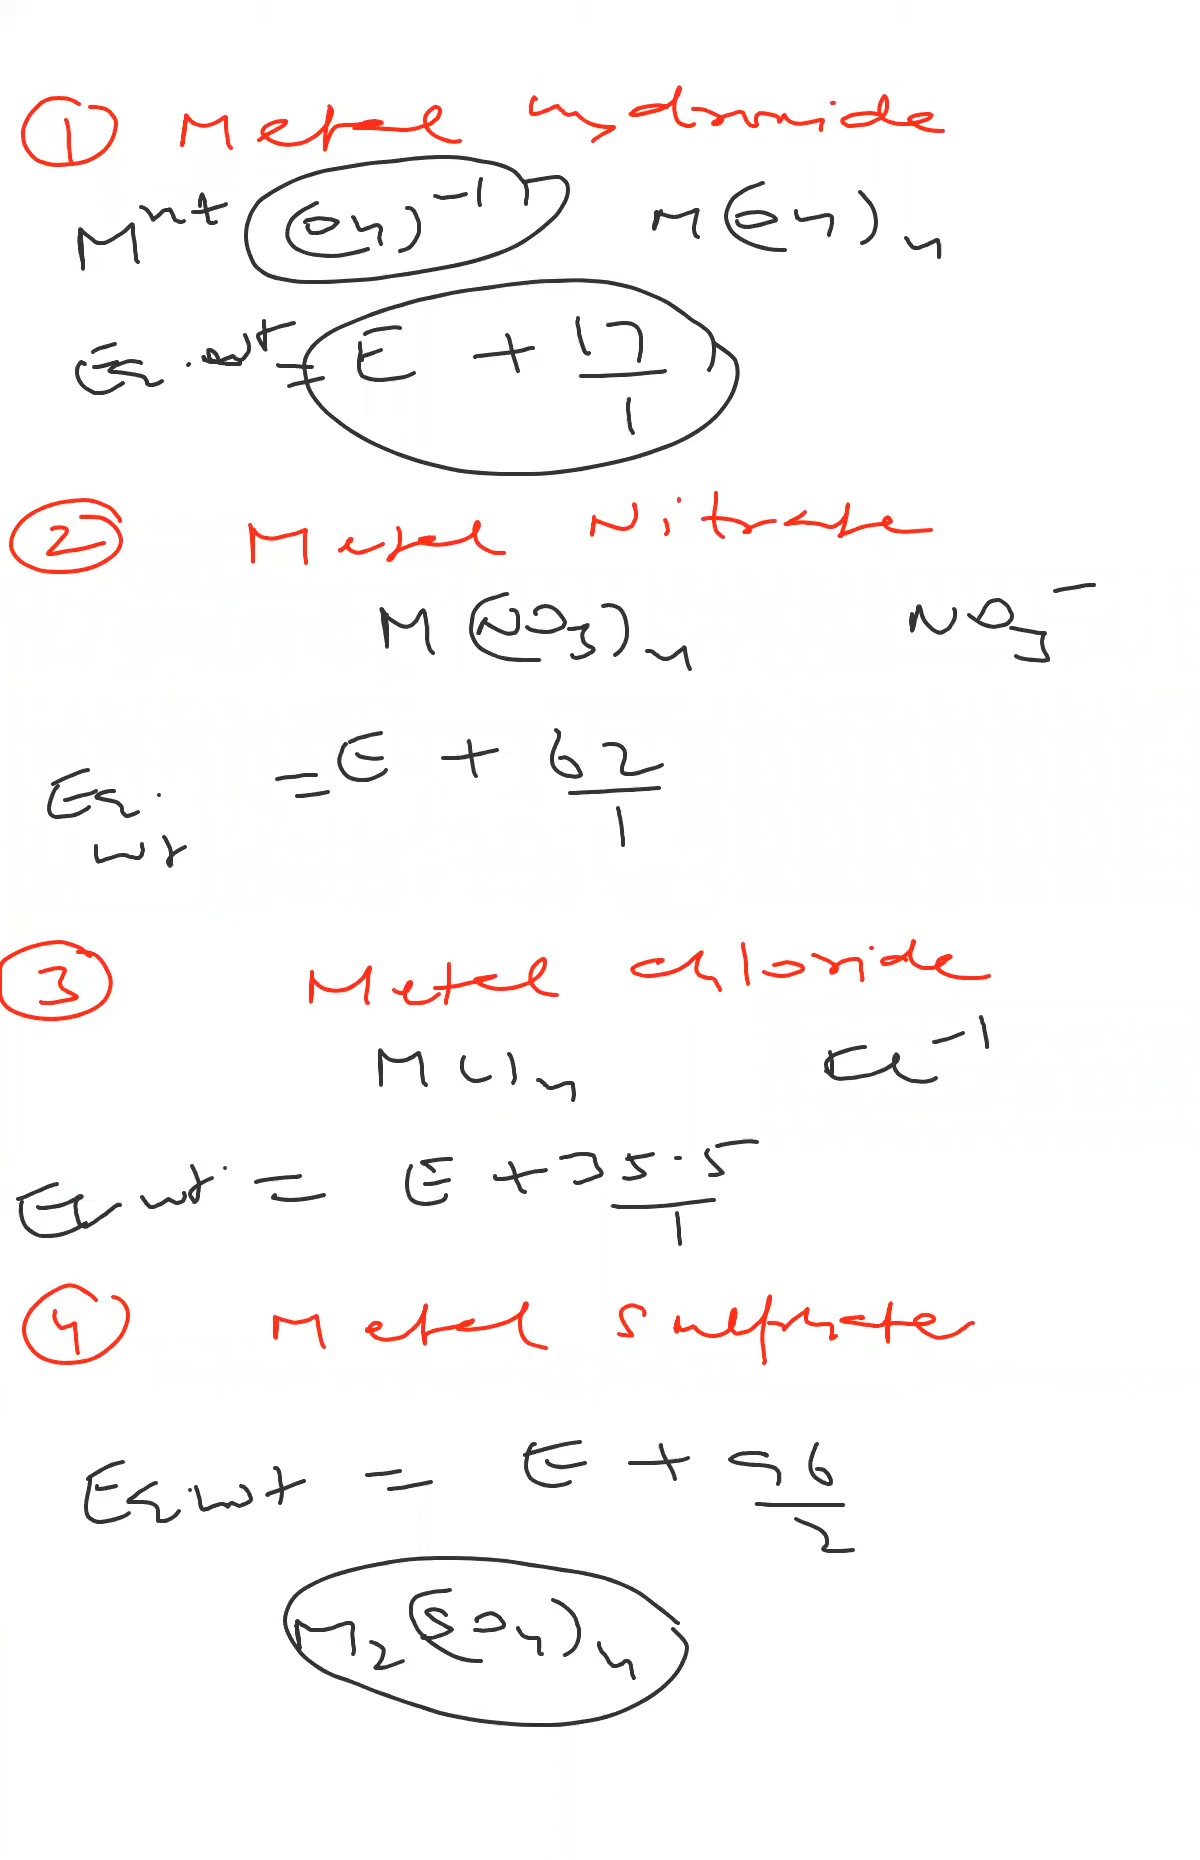 ① Metal hydroxide
Mⁿ⁺ (OH)⁻¹ M(OH)ₙ
Eq. wt = E + 17/1
② Metal Nitrate
M(NO₃)ₙ NO₃⁻
Eq. wt = E + 62/1
③ Metal chloride
MClₙ Cl⁻¹
Eq wt. = E + 35.5/1
④ Metal Sulphate
Eq. wt = E + 96/2
M₂(SO₄)ₙ